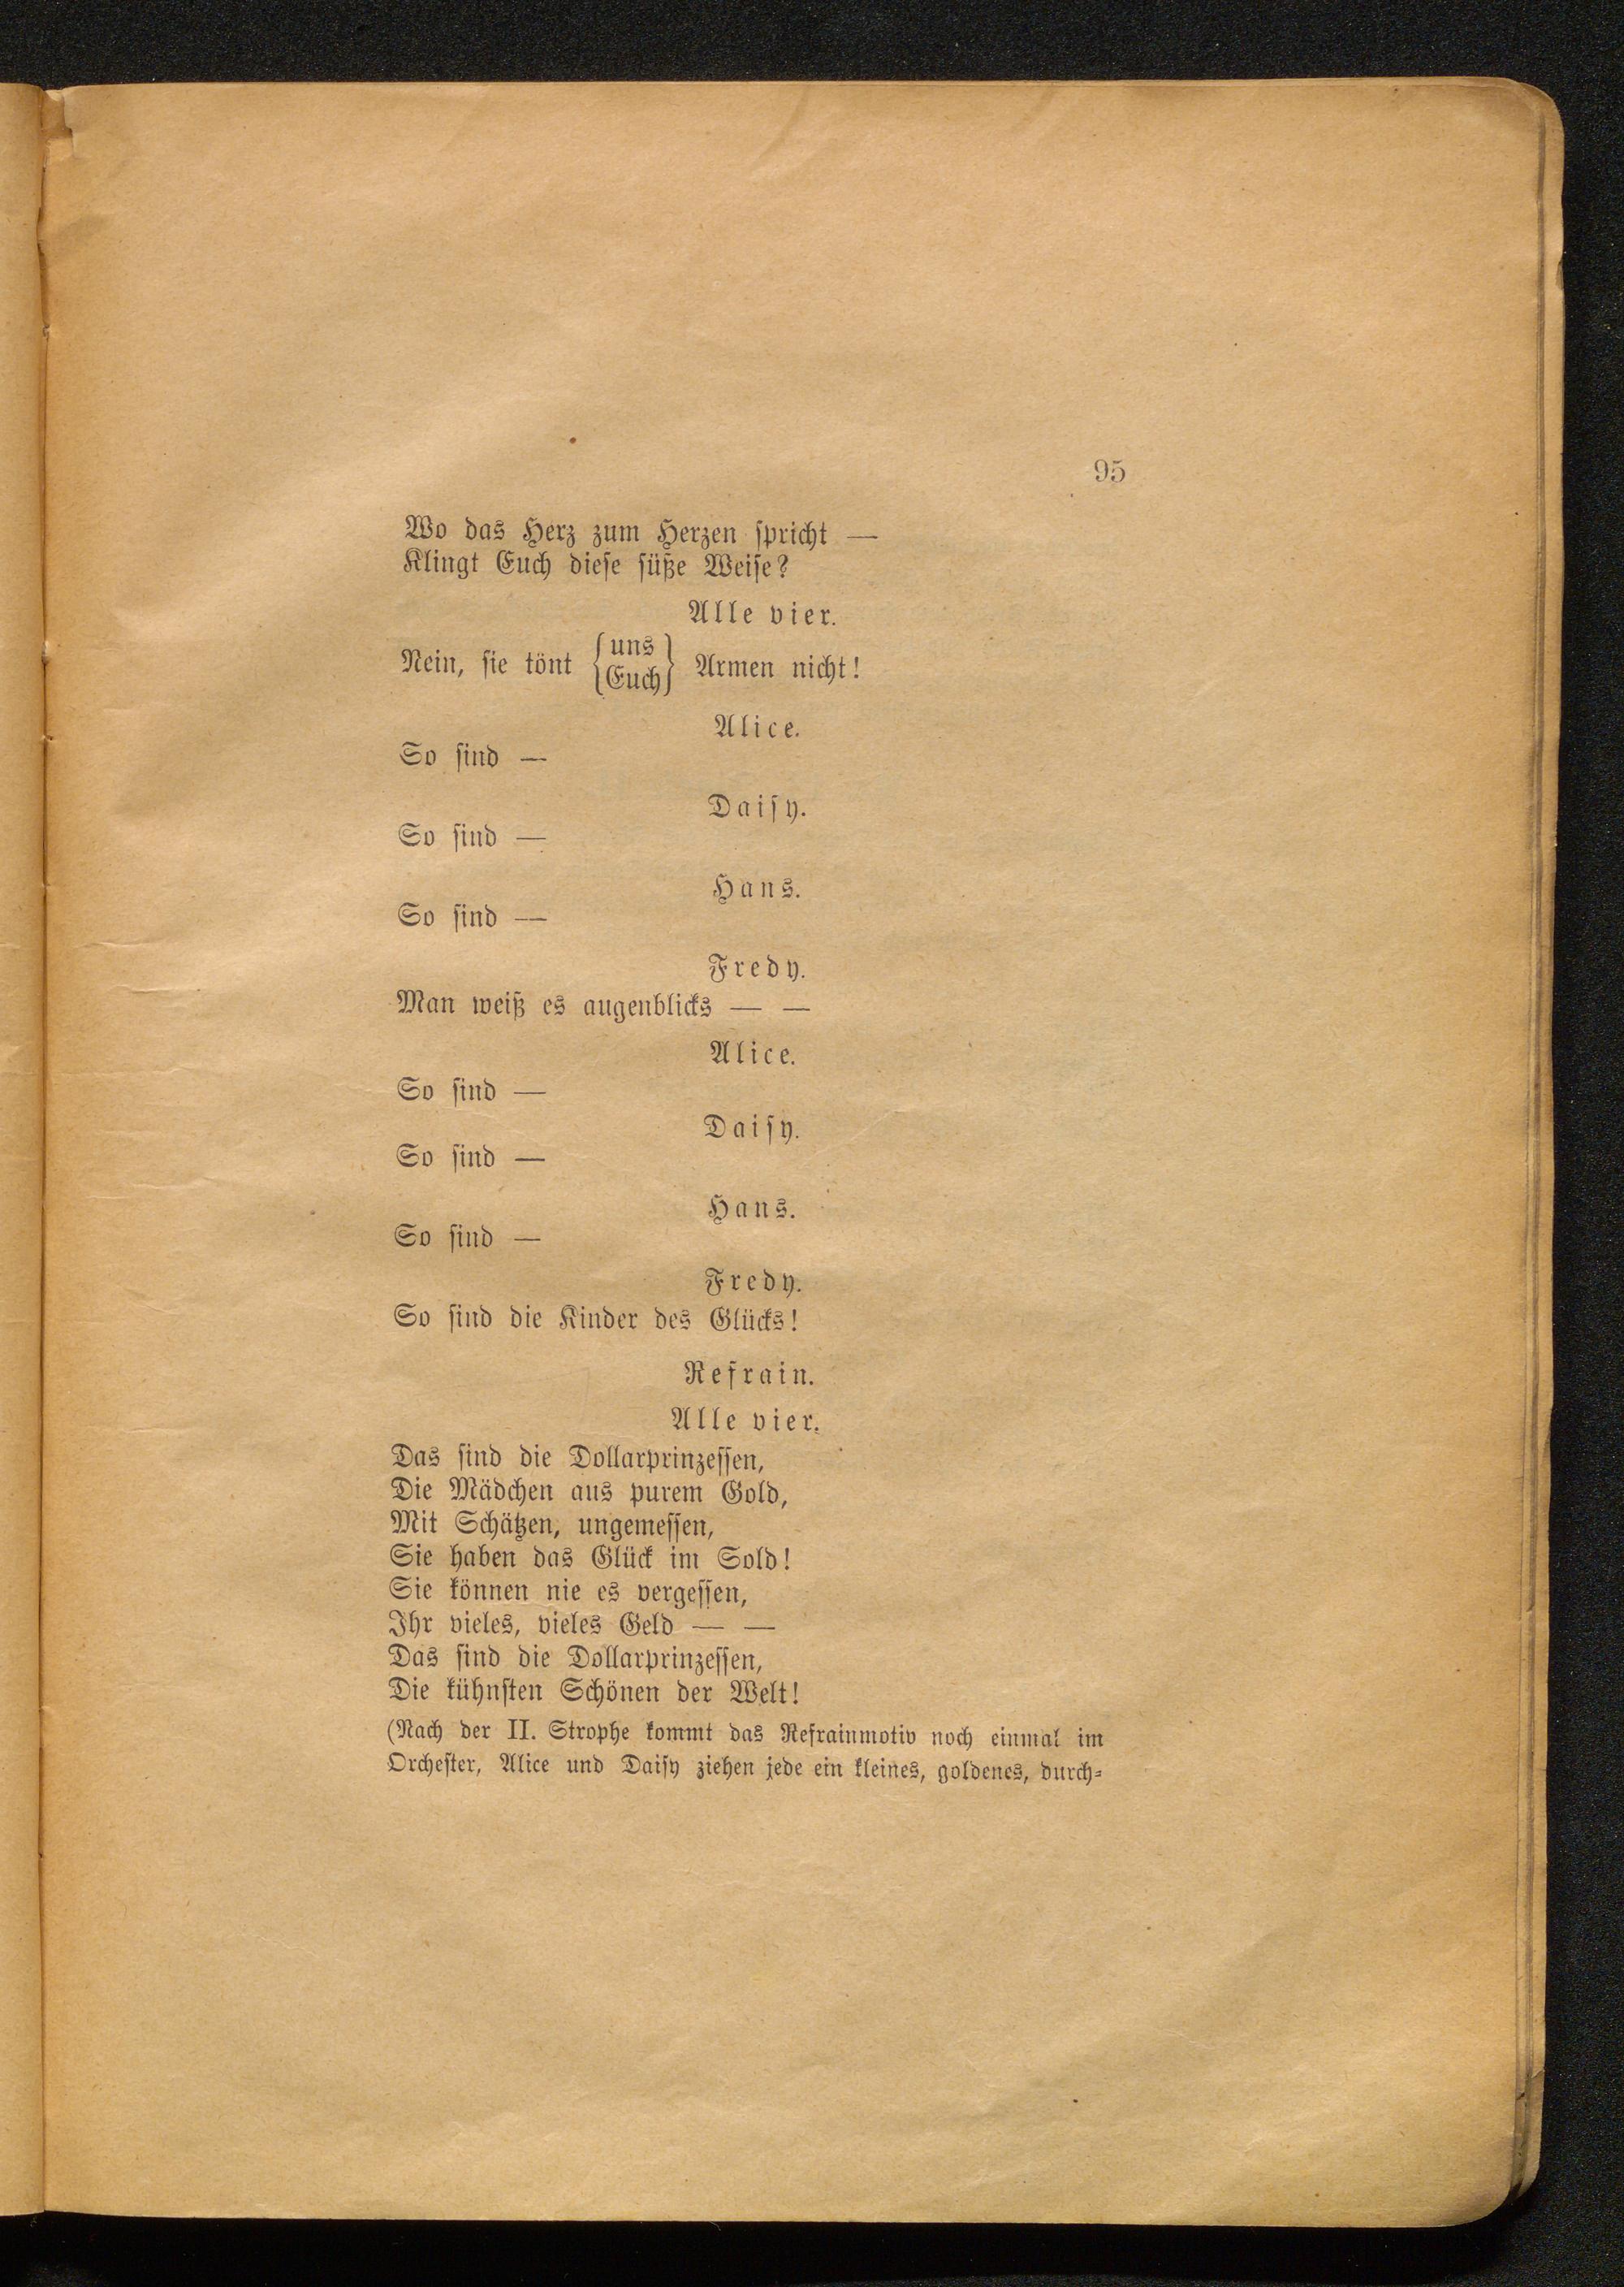 95
Wo das Herz zum Herzen spricht —
Klingt Euch diese süße Weise?
Alle vier.
Nein, sie tönt {uns / Euch} Armen nicht!
Alice.
So sind —
Daisy.
So sind —
Hans.
So sind —
Fredy.
Man weiß es augenblicks — —
Alice.
So sind —
Daisy.
So sind —
Hans.
So sind —
Fredy.
So sind die Kinder des Glücks!
Refrain.
Alle vier.
Das sind die Dollarprinzessen,
Die Mädchen aus purem Gold,
Mit Schätzen, ungemessen,
Sie haben das Glück im Sold!
Sie können nie es vergessen,
Ihr vieles, vieles Geld — —
Das sind die Dollarprinzessen,
Die kühnsten Schönen der Welt!
(Nach der II. Strophe kommt das Refrainmotiv noch einmal im
Orchester, Alice und Daisy ziehen jede ein kleines, goldenes, durch-